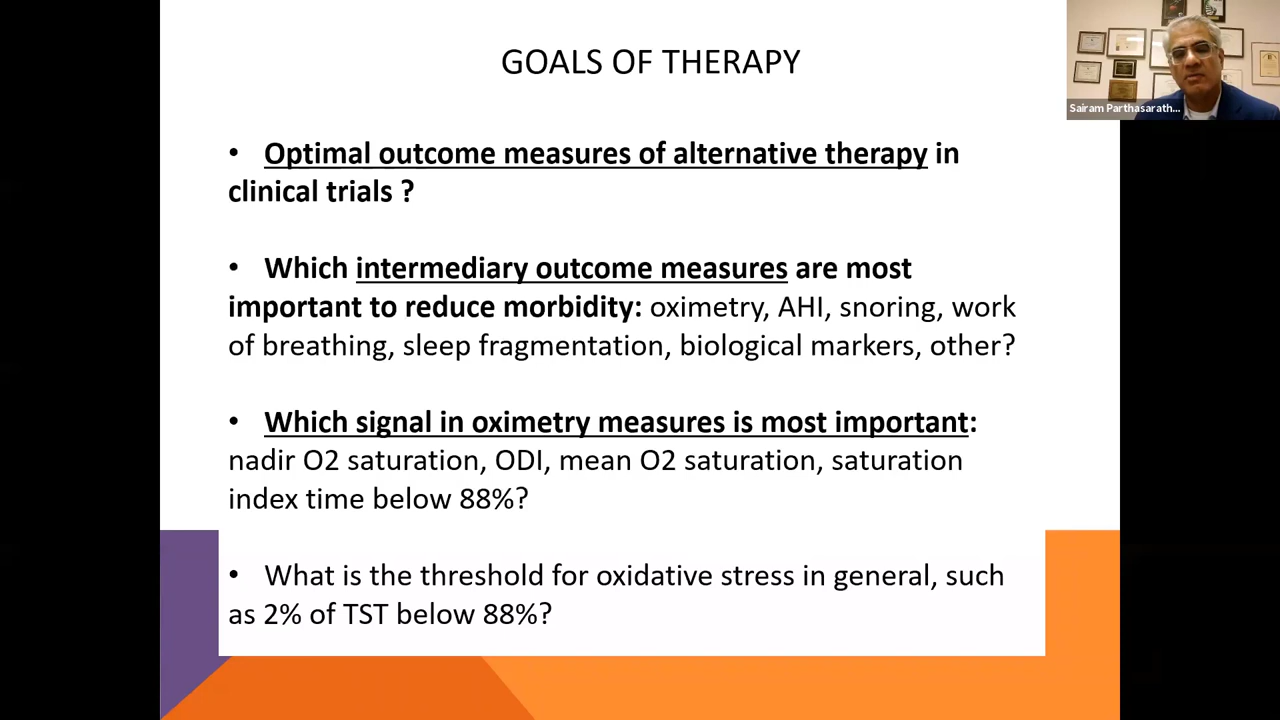 GOALS OF THERAPY
Sairam Parthasarath...
• Optimal outcome measures of alternative therapy in
clinical trials ?
• Which intermediary outcome measures are most
important to reduce morbidity: oximetry, AHI, snoring, work
of breathing, sleep fragmentation, biological markers, other?
• Which signal in oximetry measures is most important:
nadir O2 saturation, ODI, mean O2 saturation, saturation
index time below 88%?
• What is the threshold for oxidative stress in general, such
as 2% of TST below 88%?